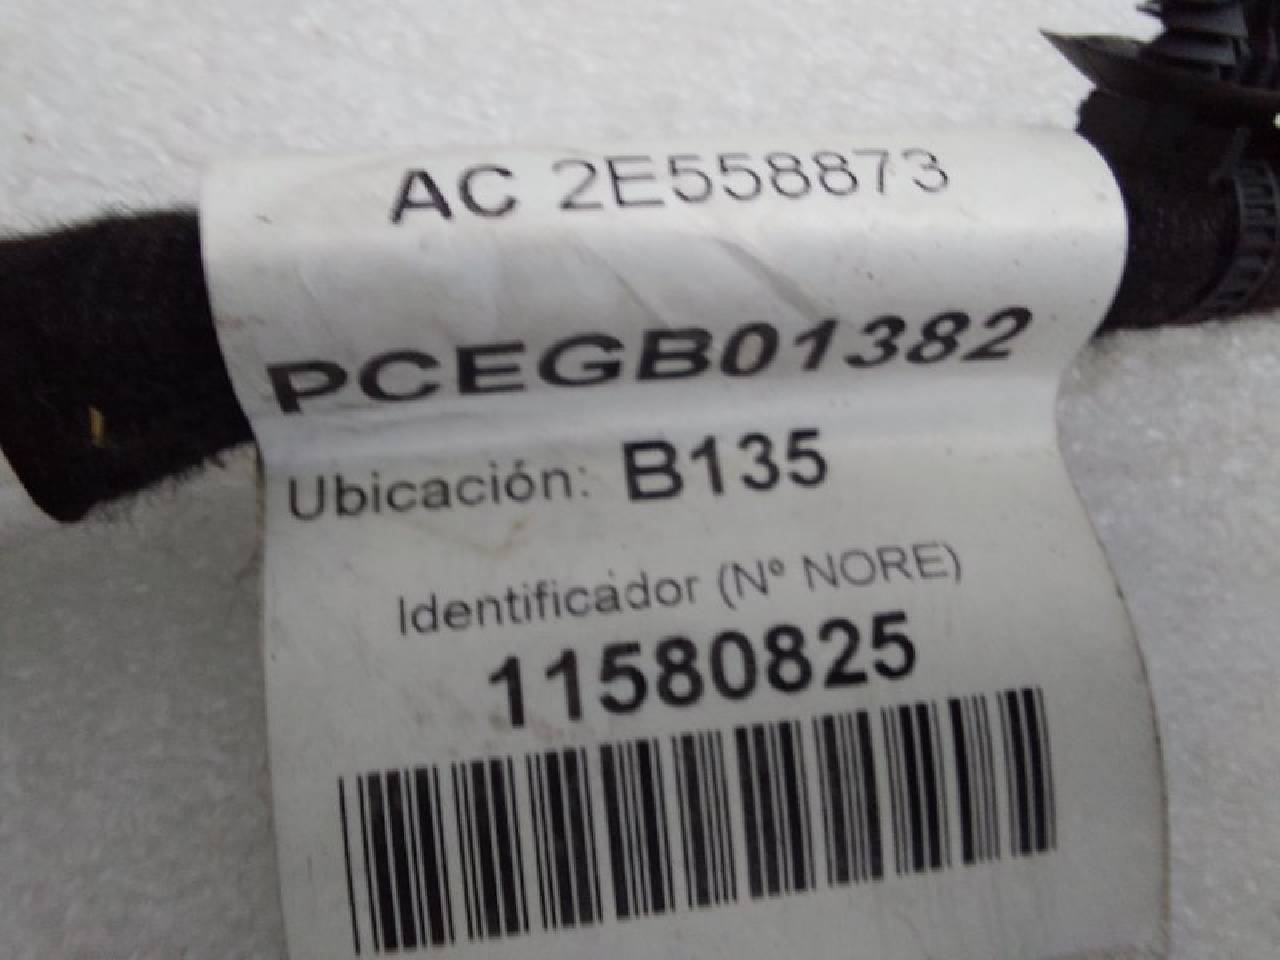 AC 2E558873
PCEGB01382
Ubicación: B135
Identificador (Nº NORE)
11580825